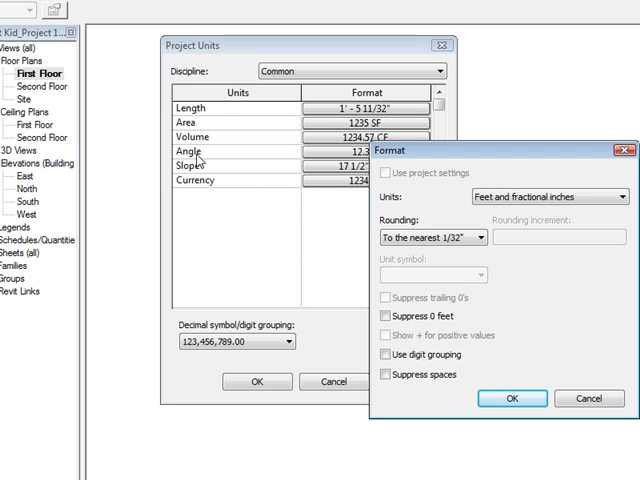 t Kid_Project 1...
Views (all)
Floor Plans
First Floor
Second Floor
Site
Ceiling Plans
First Floor
Second Floor
3D Views
Elevations (Building
East
North
South
West
Legends
Schedules/Quantitie
Sheets (all)
Families
Groups
Revit Links
Project Units
Discipline:
Common
Units
Format
Length
1' - 5 11/32"
Area
1235 SF
Volume
1234.57 CF
Angle
12.3
Slope
17 1/2"
Currency
1234
Decimal symbol/digit grouping:
123,456,789.00
OK
Cancel
Format
Use project settings
Units:
Feet and fractional inches
Rounding:
Rounding increment:
To the nearest 1/32"
Unit symbol:
Suppress trailing 0's
Suppress 0 feet
Show + for positive values
Use digit grouping
Suppress spaces
OK
Cancel